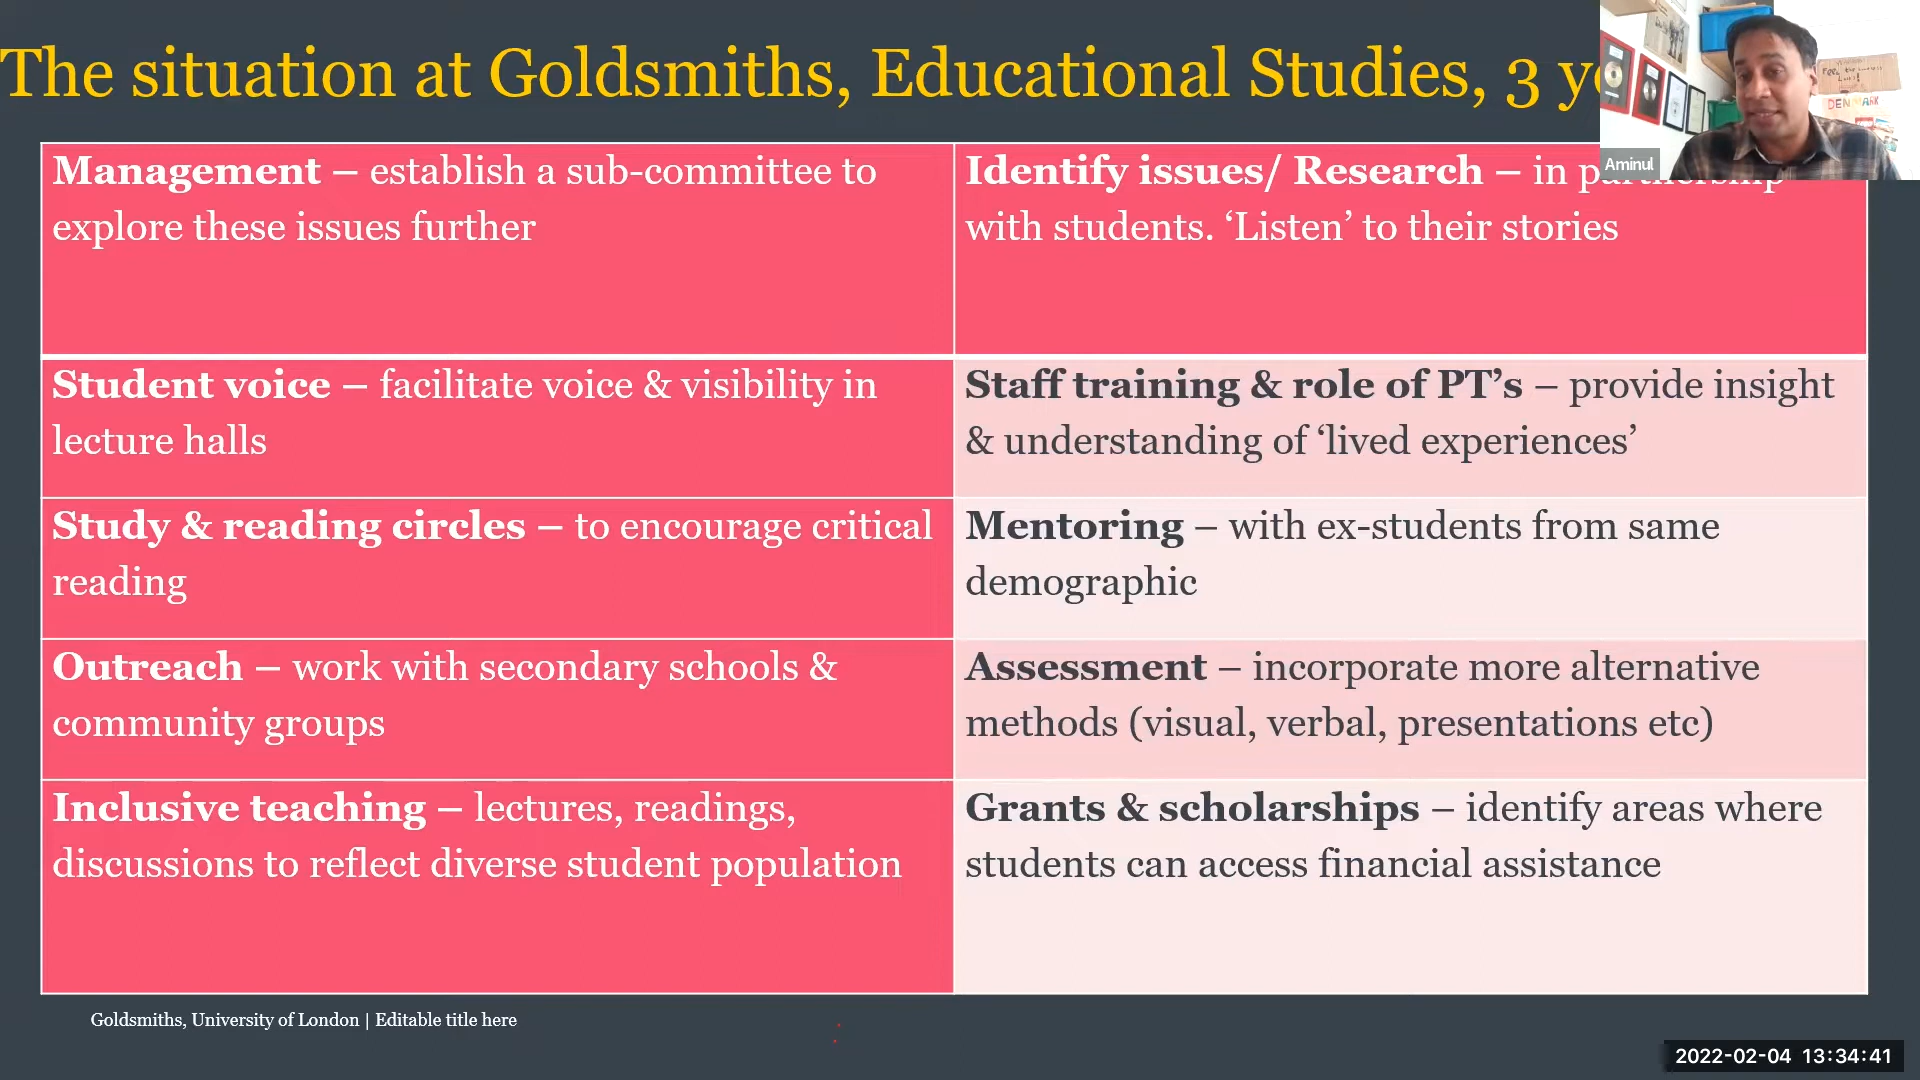 The situation at Goldsmiths, Educational Studies, 3
Management – establish a sub-committee to
explore these issues further
Identify issues/ Research – in partnership
with students. ‘Listen’ to their stories
Student voice – facilitate voice & visibility in
lecture halls
Staff training & role of PT’s – provide insight
& understanding of ‘lived experiences’
Study & reading circles – to encourage critical
reading
Mentoring – with ex-students from same
demographic
Outreach – work with secondary schools &
community groups
Assessment – incorporate more alternative
methods (visual, verbal, presentations etc)
Inclusive teaching – lectures, readings,
discussions to reflect diverse student population
Grants & scholarships – identify areas where
students can access financial assistance
Goldsmiths, University of London | Editable title here
Aminul
DENMARK
2022-02-04 13:34:41